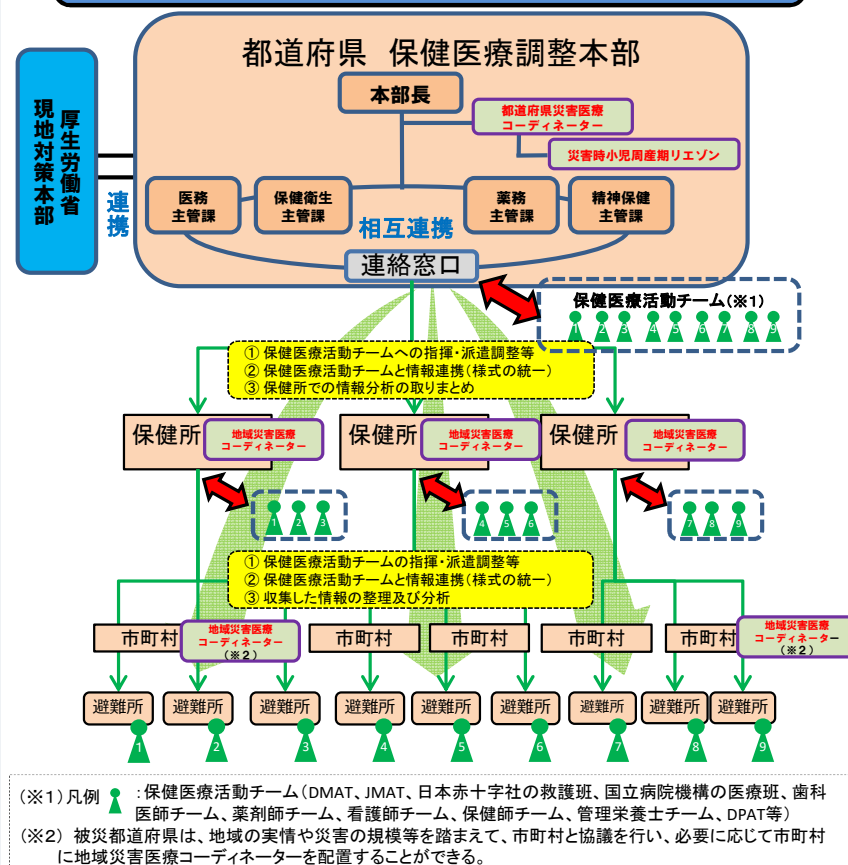 都道府県 保健医療調整本部
本部長
都道府県災害医療
コーディネーター
災害時小児周産期リエゾン
厚生労働省
現地対策本部
連携
医務
主管課
保健衛生
主管課
薬務
主管課
精神保健
主管課
相互連携
連絡窓口
保健医療活動チーム(※1)
1 2 3 4 5 6 7 8 9
① 保健医療活動チームへの指揮・派遣調整等
② 保健医療活動チームと情報連携(様式の統一)
③ 保健所での情報分析の取りまとめ
保健所
地域災害医療
コーディネーター
保健所
地域災害医療
コーディネーター
保健所
地域災害医療
コーディネーター
1 2 3
4 5 6
7 8 9
① 保健医療活動チームの指揮・派遣調整等
② 保健医療活動チームと情報連携(様式の統一)
③ 収集した情報の整理及び分析
市町村
地域災害医療
コーディネーター
(※2)
市町村
市町村
市町村
市町村
地域災害医療
コーディネーター
(※2)
避難所 避難所 避難所 避難所 避難所 避難所 避難所 避難所 避難所
1 2 3 4 5 6 7 8 9
(※1)凡例 :保健医療活動チーム(DMAT、JMAT、日本赤十字社の救護班、国立病院機構の医療班、歯科
医師チーム、薬剤師チーム、看護師チーム、保健師チーム、管理栄養士チーム、DPAT等)
(※2) 被災都道府県は、地域の実情や災害の規模等を踏まえて、市町村と協議を行い、必要に応じて市町村
に地域災害医療コーディネーターを配置することができる。